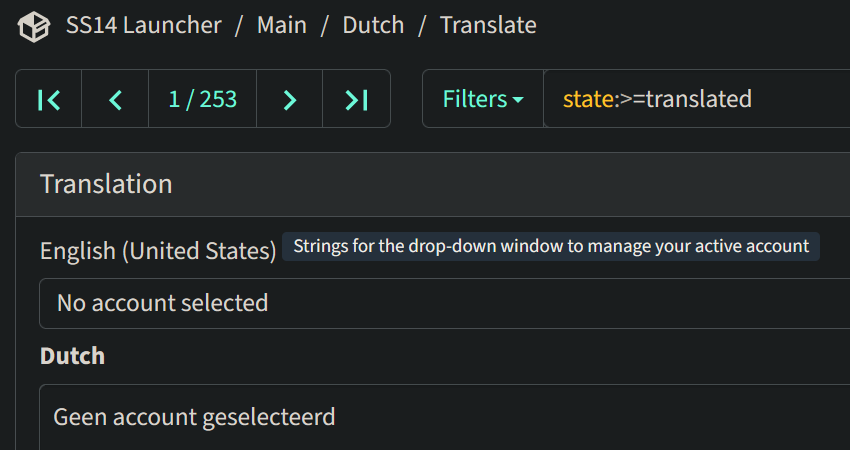 SS14 Launcher / Main / Dutch / Translate
1 / 253 Filters state:>=translated
Translation
English (United States) Strings for the drop-down window to manage your active account
No account selected
Dutch
Geen account geselecteerd